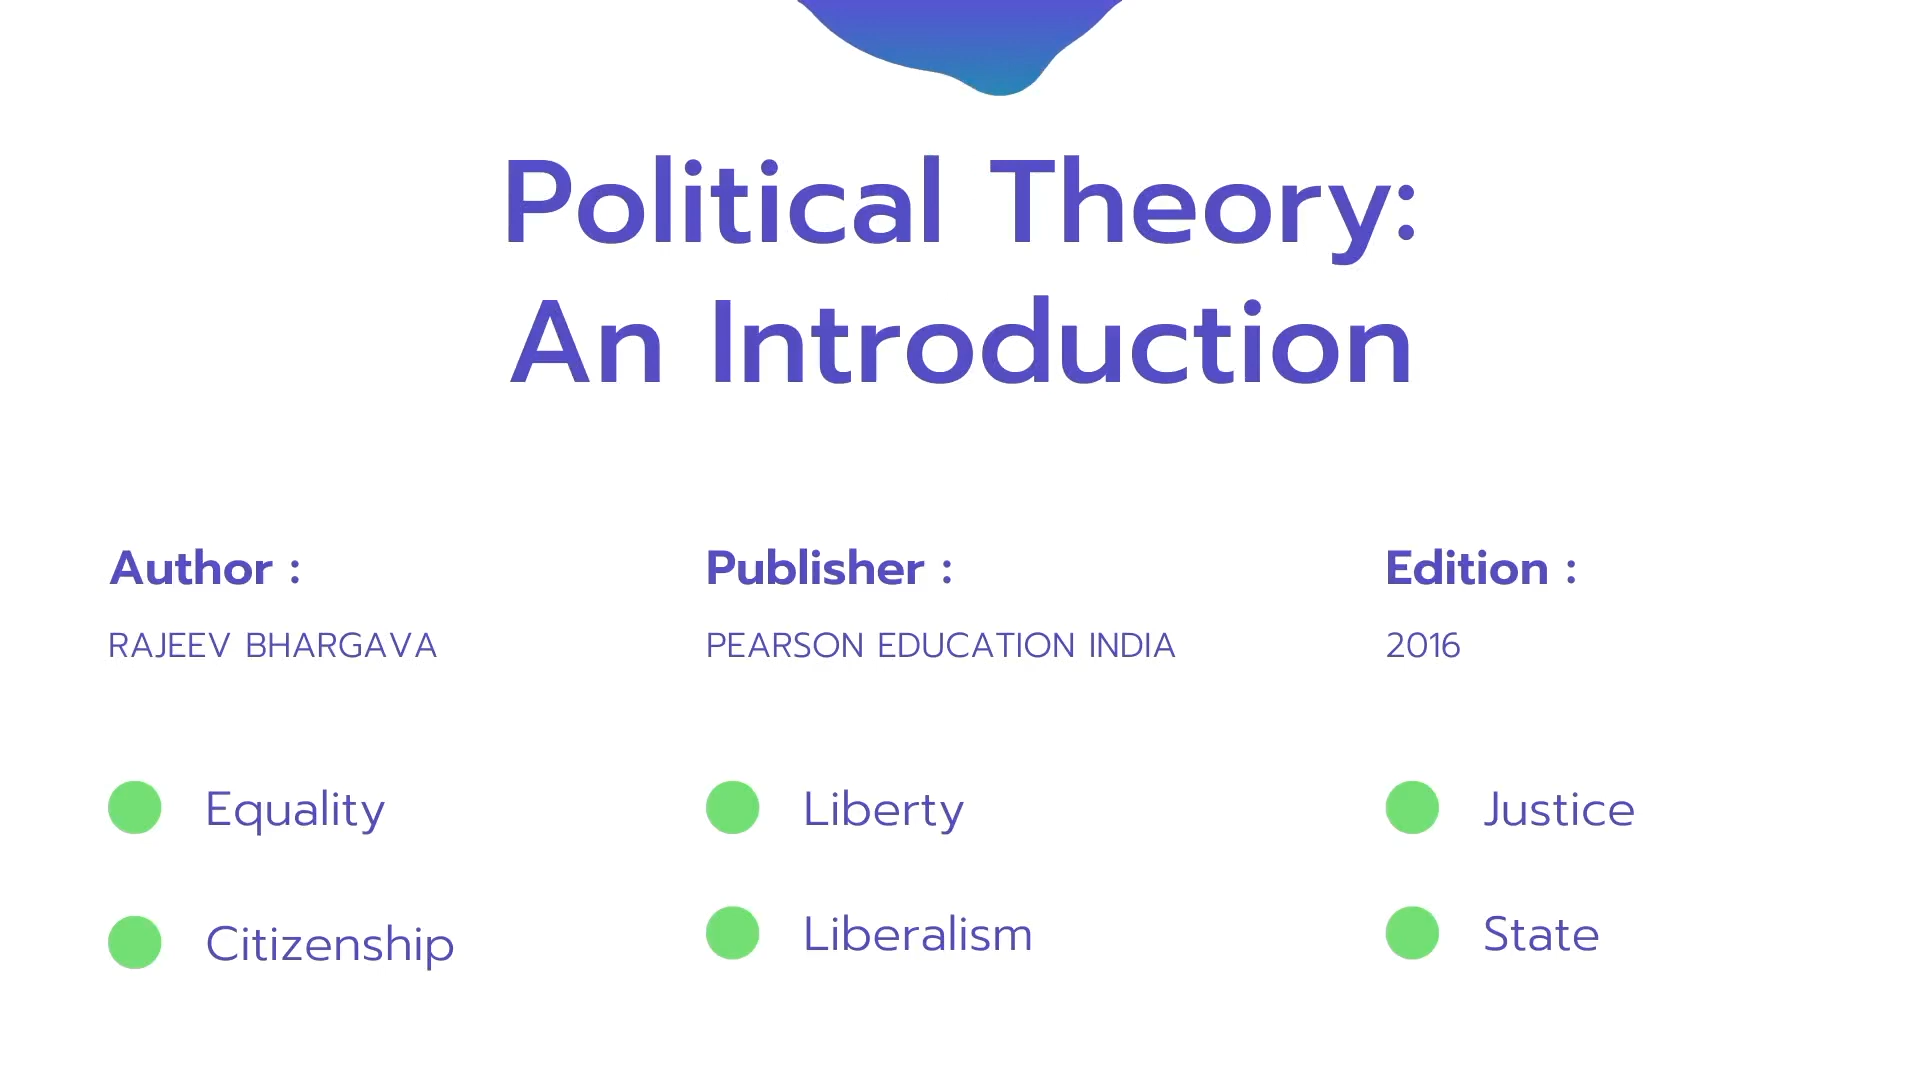 Political Theory:
An Introduction
Author :
RAJEEV BHARGAVA
Publisher :
PEARSON EDUCATION INDIA
Edition :
2016
Equality
Liberty
Justice
Citizenship
Liberalism
State